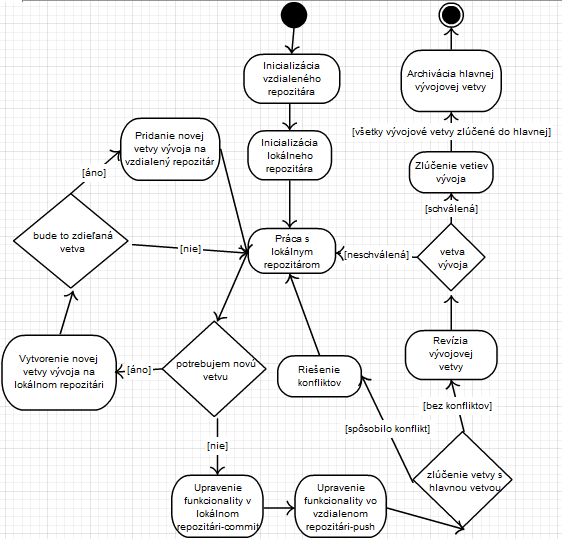 Inicializácia
vzdialeného
repozitára
Archivácia hlavnej
vývojovej vetvy
Pridanie novej
vetvy vývoja na
vzdialený repozitár
Inicializácia
lokálneho
repozitára
[všetky vývojové vetvy zlúčené do hlavnej]
Zlúčenie vetiev
vývoja
[áno]
[schválená]
bude to zdieľaná
vetva
[nie]
Práca s
lokálnym
repozitárom
[neschválená]
vetva
vývoja
Vytvorenie novej
vetvy vývoja na
lokálnom repozitári
[áno]
potrebujem novú
vetvu
Riešenie
konfliktov
Revízia
vývojovej
vetvy
[bez konfliktov]
[spôsobilo konflikt]
[nie]
Upravenie
funkcionality v
lokálnom
repozitári-commit
Upravenie
funkcionality vo
vzdialenom
repozitári-push
zlúčenie vetvy s
hlavnou vetvou